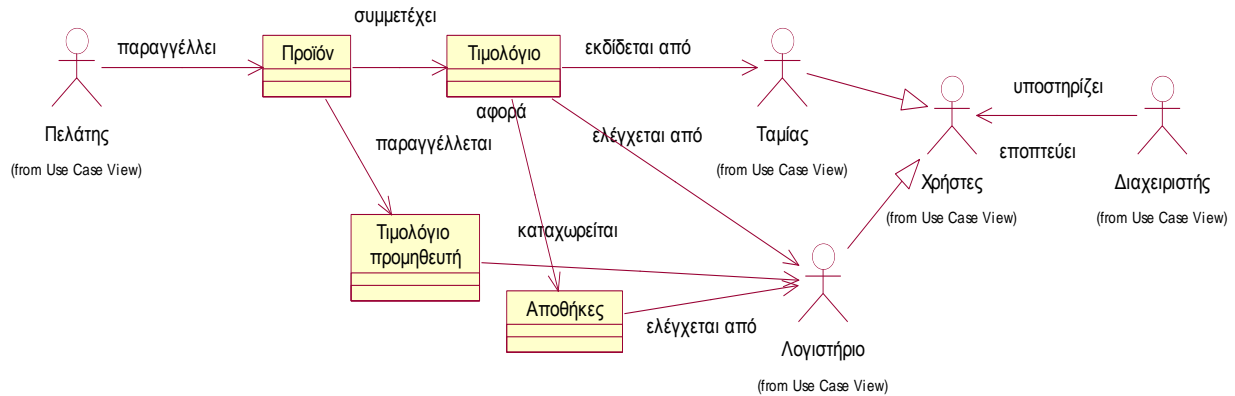 συμμετέχει
παραγγέλλει
Προϊόν
Τιμολόγιο
εκδίδεται από
υποστηρίζει
αφορά
Πελάτης
(from Use Case View)
παραγγέλλεται
ελέγχεται από
Ταμίας
(from Use Case View)
εποπτεύει
Χρήστες
(from Use Case View)
Διαχειριστής
(from Use Case View)
Τιμολόγιο
προμηθευτή
καταχωρείται
Αποθήκες
ελέγχεται από
Λογιστήριο
(from Use Case View)